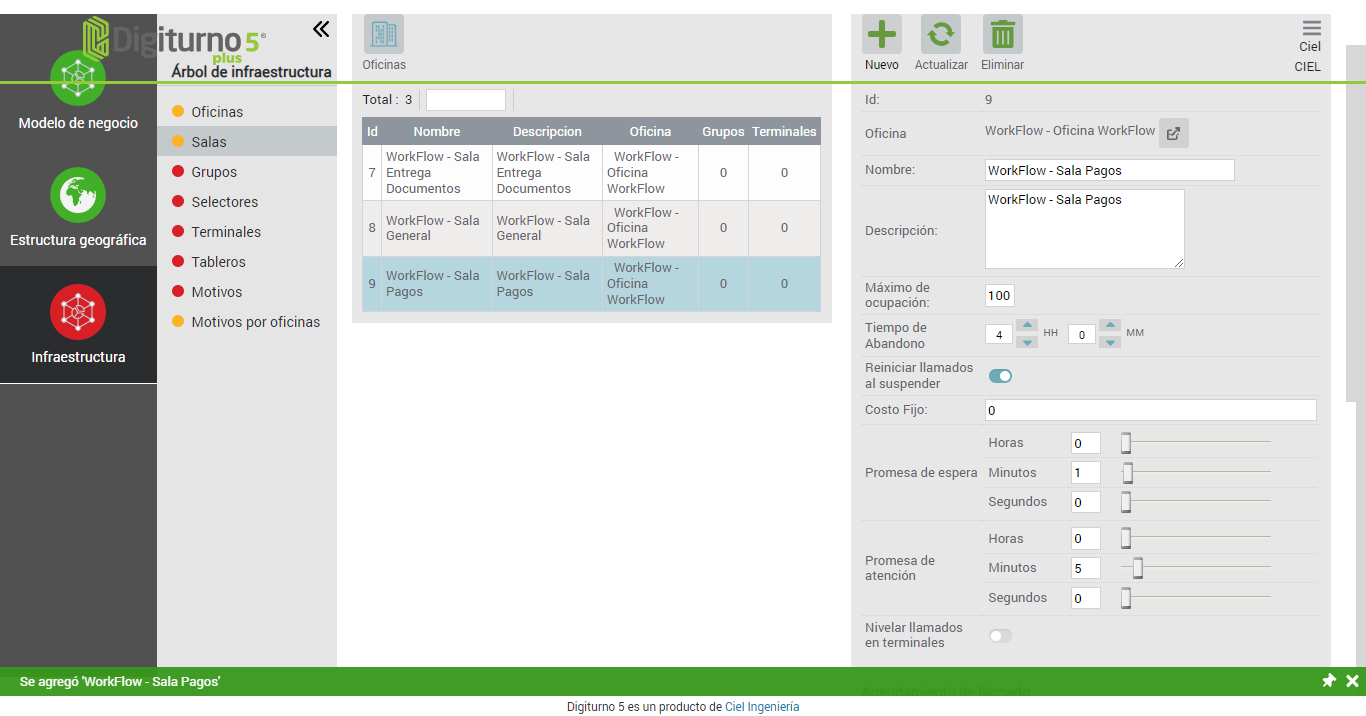 Digiturno 5®
plus
Árbol de infraestructura
Modelo de negocio
Estructura geográfica
Infraestructura
Oficinas
Salas
Grupos
Selectores
Terminales
Tableros
Motivos
Motivos por oficinas
Oficinas
Total : 3
Id Nombre Descripcion Oficina Grupos Terminales
7 WorkFlow - Sala Entrega Documentos WorkFlow - Sala Entrega Documentos WorkFlow - Oficina WorkFlow 0 0
8 WorkFlow - Sala General WorkFlow - Sala General WorkFlow - Oficina WorkFlow 0 0
9 WorkFlow - Sala Pagos WorkFlow - Sala Pagos WorkFlow - Oficina WorkFlow 0 0
Nuevo Actualizar Eliminar
Ciel
CIEL
Id: 9
Oficina WorkFlow - Oficina WorkFlow
Nombre: WorkFlow - Sala Pagos
Descripción: WorkFlow - Sala Pagos
Máximo de
ocupación: 100
Tiempo de
Abandono 4 HH 0 MM
Reiniciar llamados
al suspender
Costo Fijo: 0
Promesa de espera
Horas 0
Minutos 1
Segundos 0
Promesa de
atención
Horas 0
Minutos 5
Segundos 0
Nivelar llamados
en terminales
Agendamiento de llamado
Se agregó 'WorkFlow - Sala Pagos'
Digiturno 5 es un producto de Ciel Ingeniería